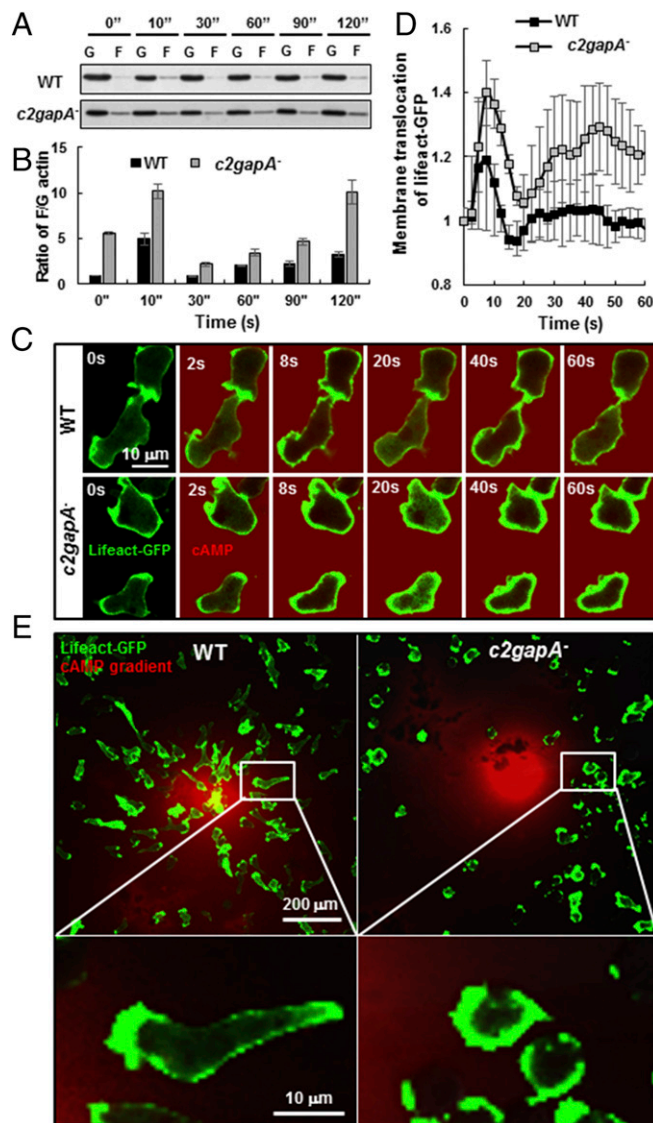 A
0” 10” 30” 60” 90” 120”
G F G F G F G F G F G F
WT
c2gapA-
B
WT c2gapA-
Ratio of F/G actin
15
10
5
0
0” 10” 30” 60” 90” 120”
Time (s)
D
WT
c2gapA-
Membrane translocation
of lifeact-GFP
1.6
1.4
1.2
1
0.8
0 10 20 30 40 50 60
Time (s)
C
WT
0s 2s 8s 20s 40s 60s
10 μm
c2gapA-
0s 2s 8s 20s 40s 60s
Lifeact-GFP cAMP
E
Lifeact-GFP
cAMP gradient
WT
c2gapA-
200 μm
10 μm